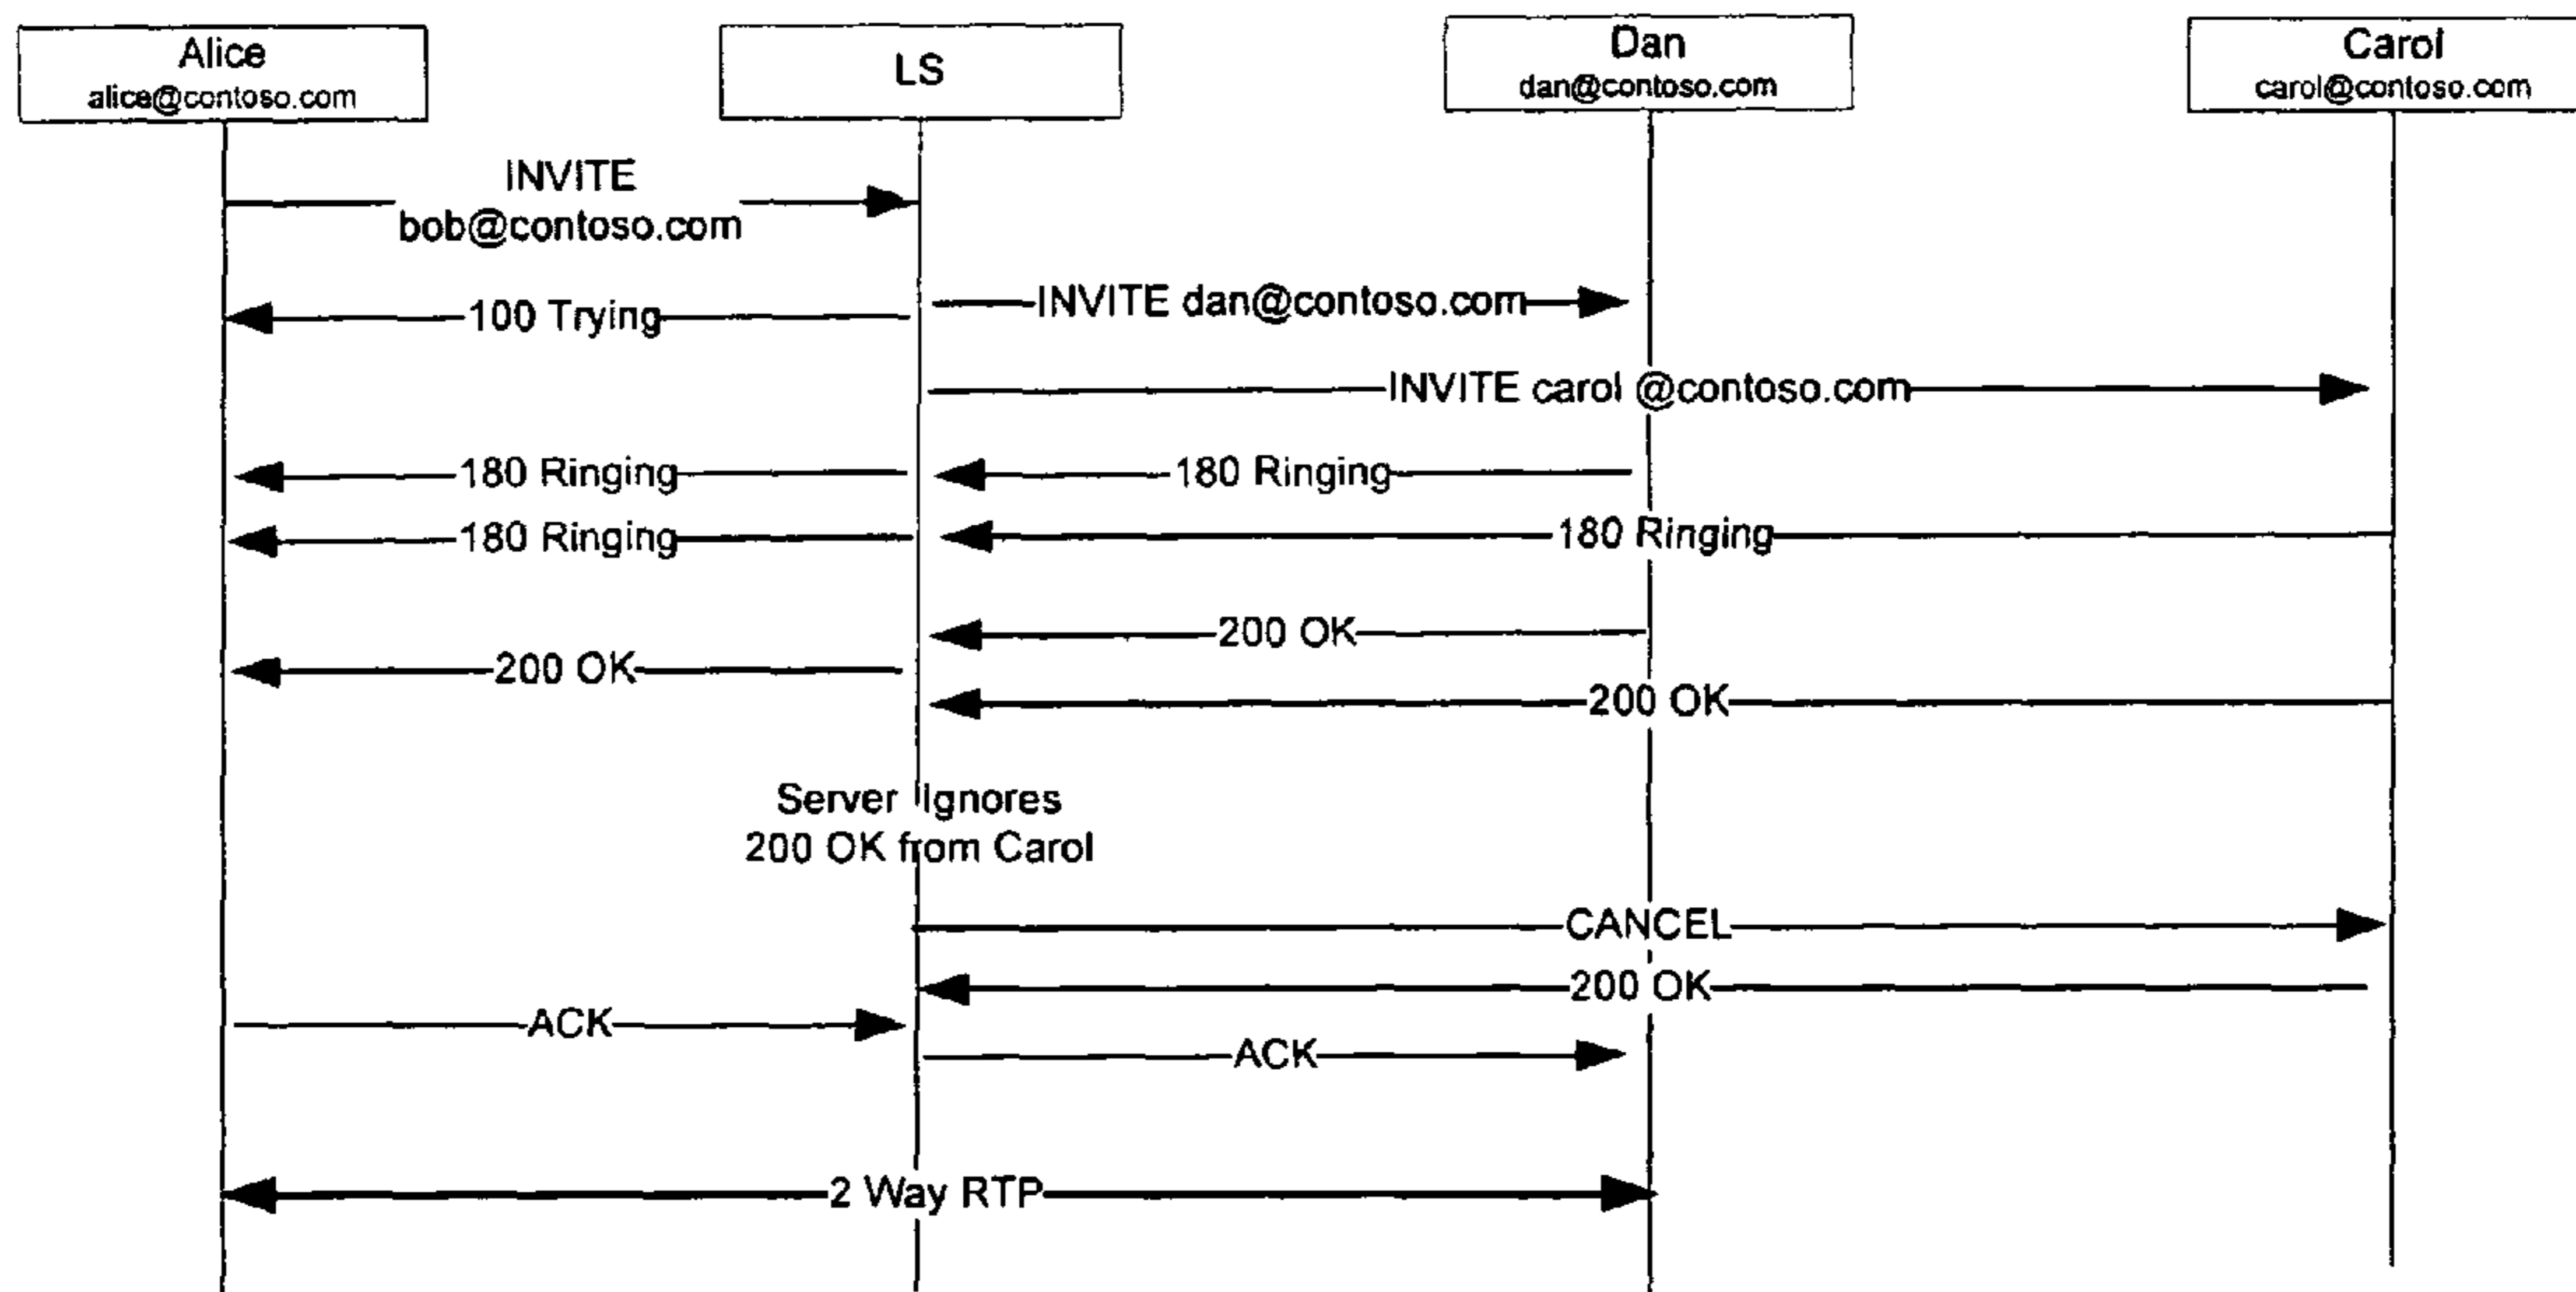 Alice
alice@contoso.com
LS
Dan
dan@contoso.com
Carol
carol@contoso.com
INVITE
bob@contoso.com
100 Trying
INVITE dan@contoso.com
INVITE carol @contoso.com
180 Ringing
180 Ringing
180 Ringing
180 Ringing
200 OK
200 OK
200 OK
Server Ignores
200 OK from Carol
CANCEL
200 OK
ACK
ACK
2 Way RTP